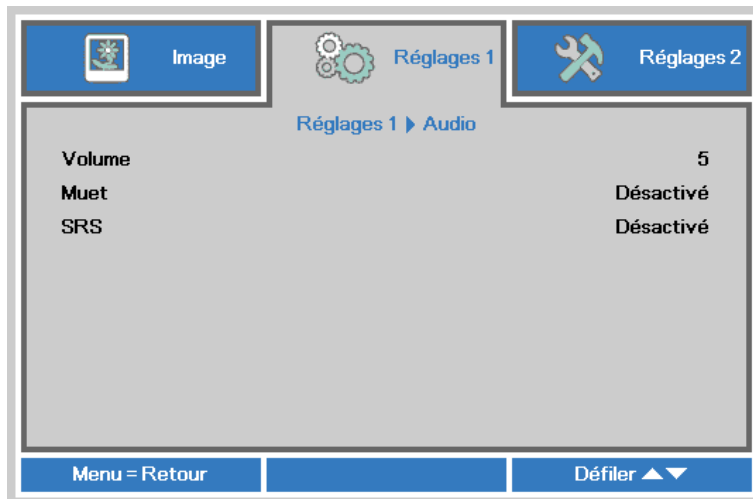 Image
Réglages 1
Réglages 2
Réglages 1 ▶ Audio
Volume 5
Muet Désactivé
SRS Désactivé
Menu = Retour
Défiler ▲▼